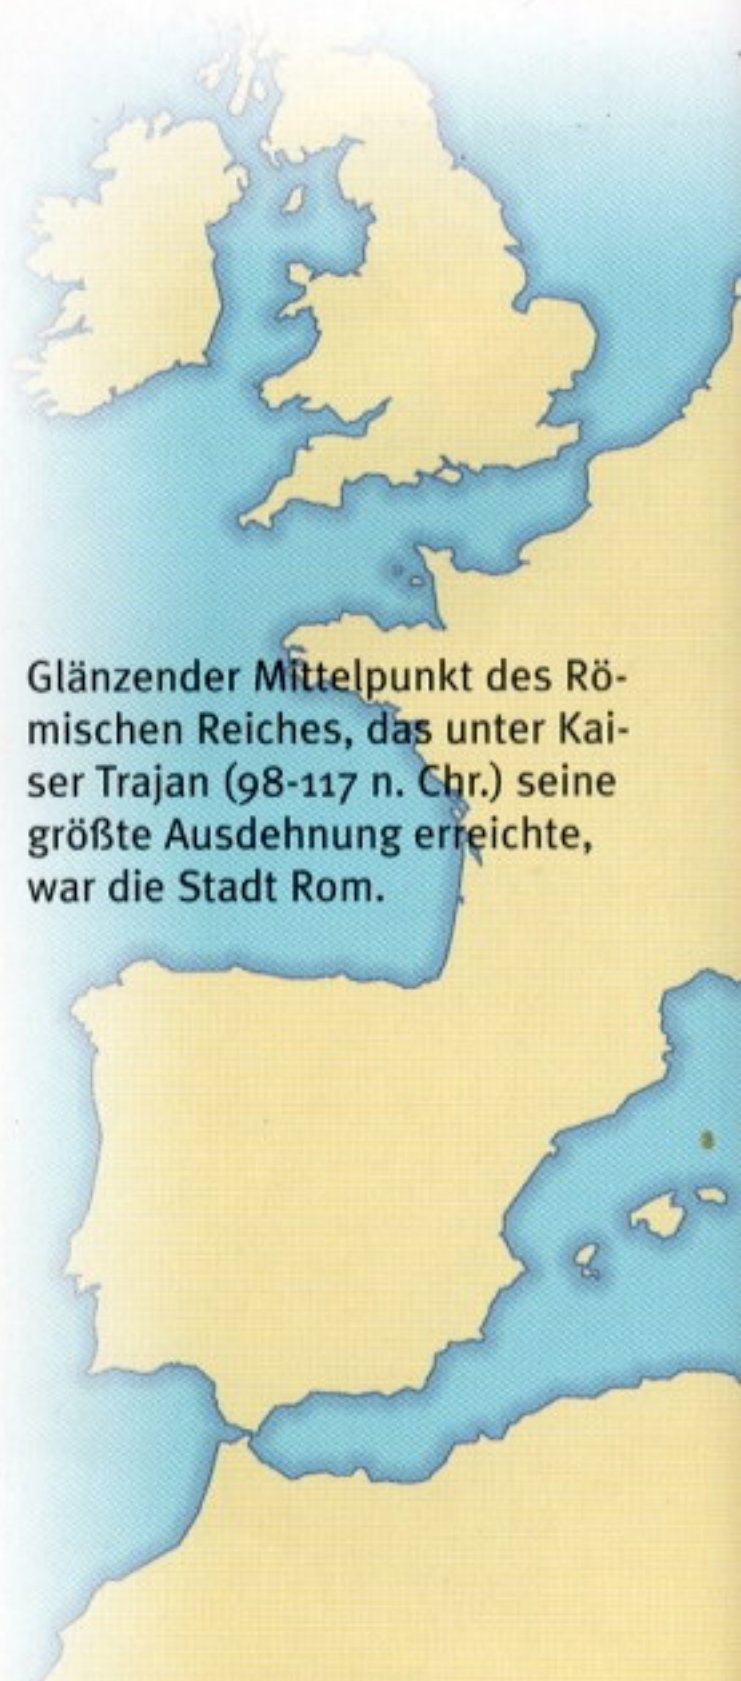 Glänzender Mittelpunkt des Rö-
mischen Reiches, das unter Kai-
ser Trajan (98-117 n. Chr.) seine
größte Ausdehnung erreichte,
war die Stadt Rom.